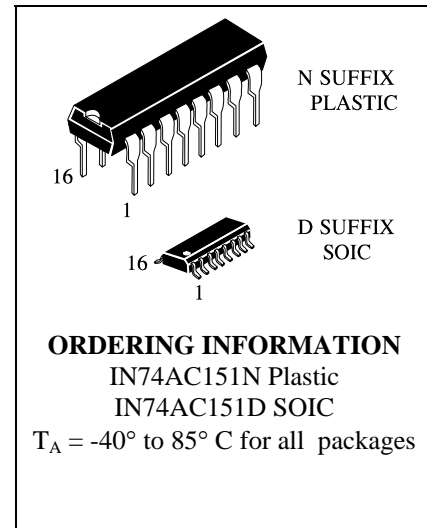 N SUFFIX
PLASTIC
16
1
D SUFFIX
SOIC
16
1
ORDERING INFORMATION
IN74AC151N Plastic
IN74AC151D SOIC
TA = -40° to 85° C for all packages